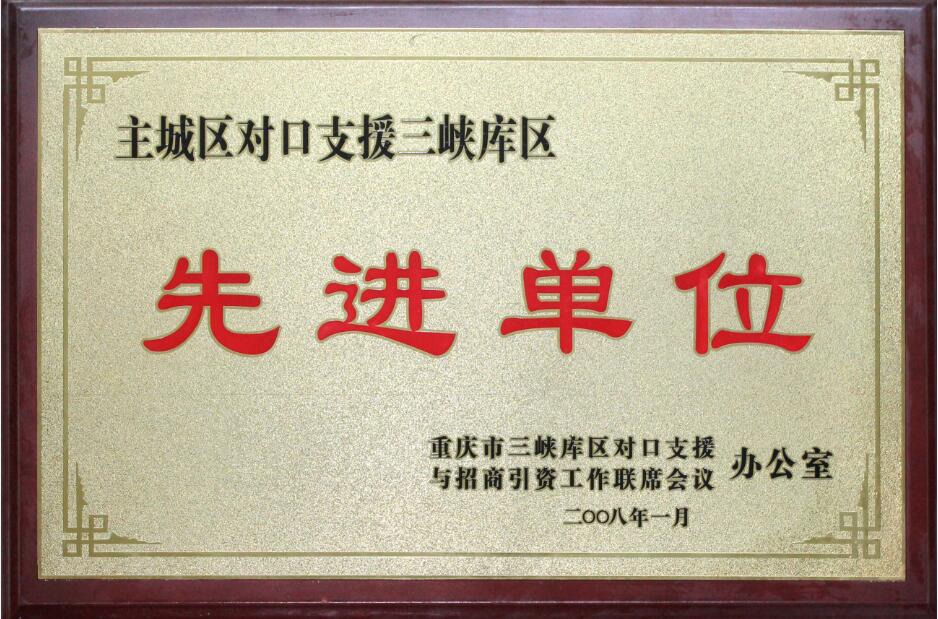 主城区对口支援三峡库区
先进单位
重庆市三峡库区对口支援
与招商引资工作联席会议 办公室
二〇〇八年一月